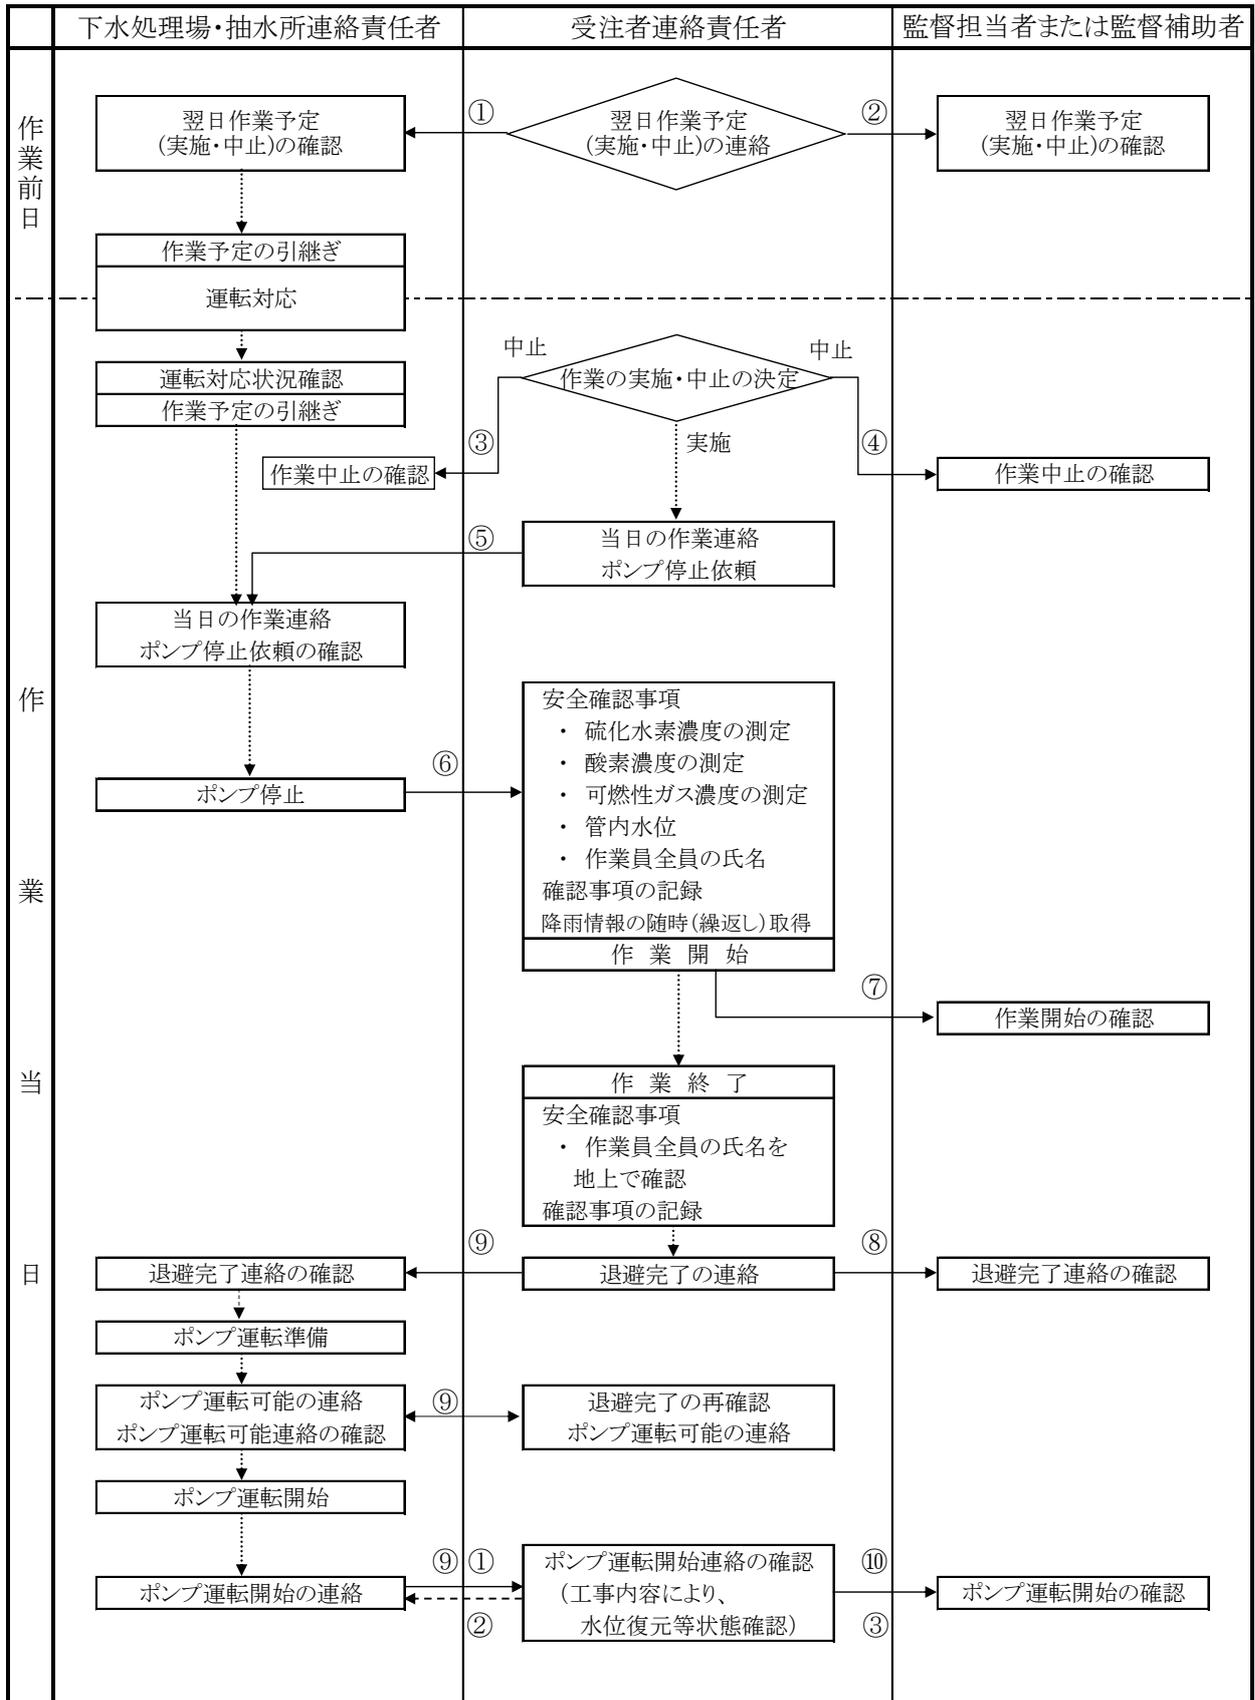 下水処理場・抽水所連絡責任者
受注者連絡責任者
監督担当者または監督補助者
作業前日
翌日作業予定
(実施・中止)の確認
①
翌日作業予定
(実施・中止)の連絡
②
翌日作業予定
(実施・中止)の確認
作業予定の引継ぎ
運転対応
運転対応状況確認
作業予定の引継ぎ
中止
作業の実施・中止の決定
中止
③
実施
④
作業中止の確認
作業中止の確認
⑤
当日の作業連絡
ポンプ停止依頼
当日の作業連絡
ポンプ停止依頼の確認
作業当日
ポンプ停止
⑥
安全確認事項
・ 硫化水素濃度の測定
・ 酸素濃度の測定
・ 可燃性ガス濃度の測定
・ 管内水位
・ 作業員全員の氏名
確認事項の記録
降雨情報の随時(繰返し)取得
作 業 開 始
⑦
作業開始の確認
作 業 終 了
安全確認事項
・ 作業員全員の氏名を
地上で確認
確認事項の記録
退避完了連絡の確認
⑨
退避完了の連絡
⑧
退避完了連絡の確認
ポンプ運転準備
ポンプ運転可能の連絡
ポンプ運転可能連絡の確認
⑨
退避完了の再確認
ポンプ運転可能の連絡
ポンプ運転開始
ポンプ運転開始の連絡
⑨ ①
②
ポンプ運転開始連絡の確認
(工事内容により、
水位復元等状態確認)
⑩
③
ポンプ運転開始の確認